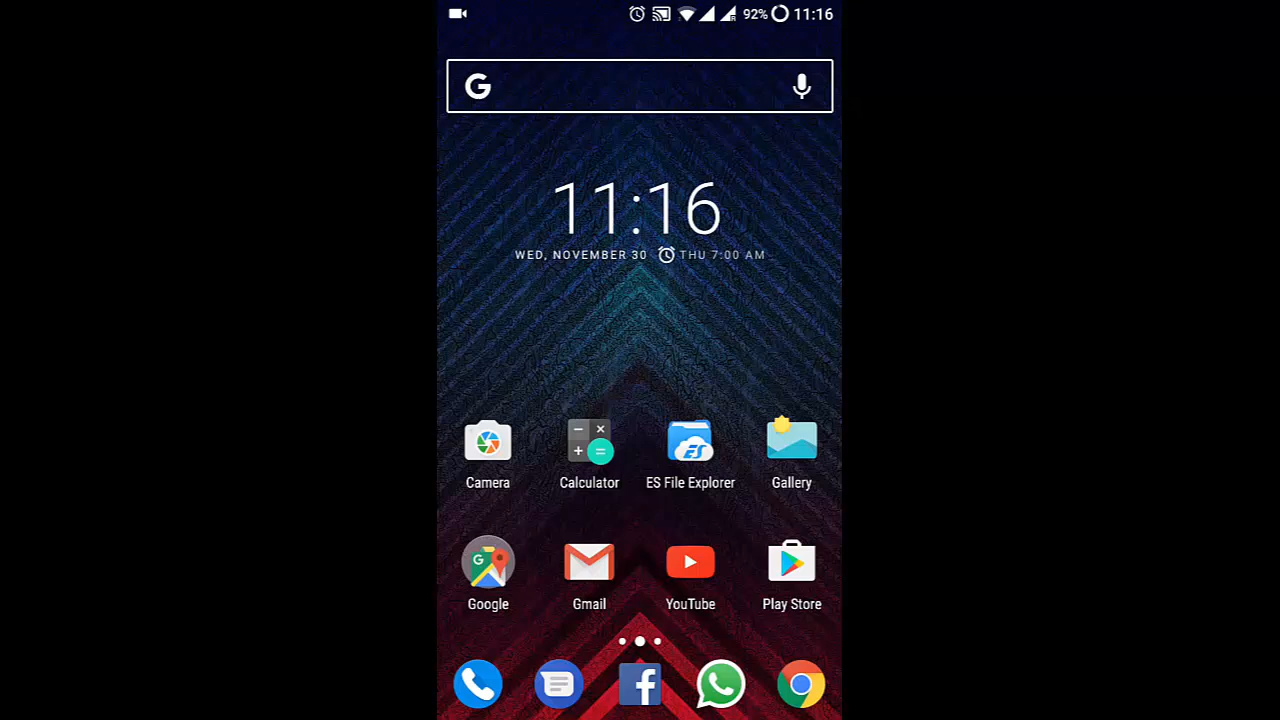 92% 11:16
G
11:16
WED, NOVEMBER 30 THU 7:00 AM
Camera Calculator ES File Explorer Gallery
Google Gmail YouTube Play Store